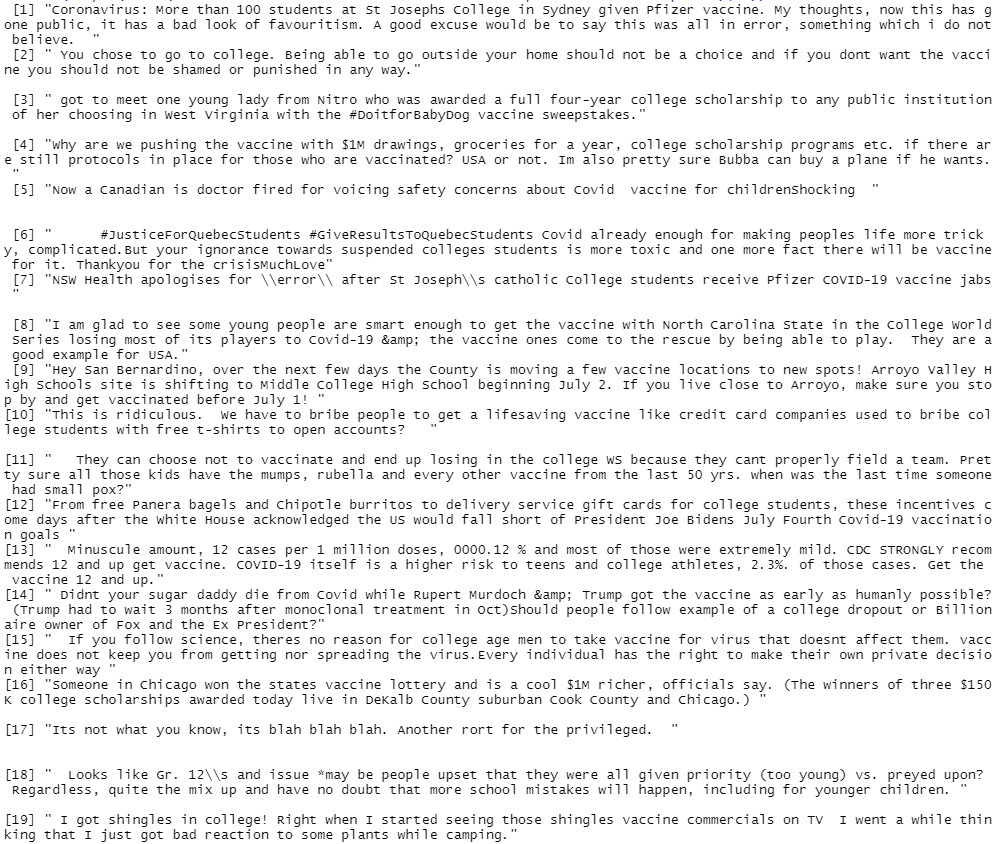 [1] "Coronavirus: More than 100 students at St Josephs College in Sydney given Pfizer vaccine. My thoughts, now this has g
one public, it has a bad look of favouritism. A good excuse would be to say this was all in error, something which i do not
believe.  "
[2] " You chose to go to college. Being able to go outside your home should not be a choice and if you dont want the vacci
ne you should not be shamed or punished in any way."
[3] " got to meet one young lady from Nitro who was awarded a full four-year college scholarship to any public institution
of her choosing in West Virginia with the #DoitforBabyDog vaccine sweepstakes."
[4] "Why are we pushing the vaccine with $1M drawings, groceries for a year, college scholarship programs etc. if there ar
e still protocols in place for those who are vaccinated? USA or not. Im also pretty sure Bubba can buy a plane if he wants.
"
[5] "Now a Canadian is doctor fired for voicing safety concerns about Covid  vaccine for childrenShocking  "
[6] "      #JusticeForQuebecStudents #GiveResultsToQuebecStudents Covid already enough for making peoples life more trick
y, complicated.But your ignorance towards suspended colleges students is more toxic and one more fact there will be vaccine
for it. Thankyou for the crisisMuchLove"
[7] "NSW Health apologises for \\error\\ after St Joseph\\s catholic College students receive Pfizer COVID-19 vaccine jabs
"
[8] "I am glad to see some young people are smart enough to get the vaccine with North Carolina State in the College World
Series losing most of its players to Covid-19 &amp; the vaccine ones come to the rescue by being able to play.  They are a
good example for USA."
[9] "Hey San Bernardino, over the next few days the County is moving a few vaccine locations to new spots! Arroyo Valley H
igh Schools site is shifting to Middle College High School beginning July 2. If you live close to Arroyo, make sure you sto
p by and get vaccinated before July 1! "
[10] "This is ridiculous.  We have to bribe people to get a lifesaving vaccine like credit card companies used to bribe col
lege students with free t-shirts to open accounts?   "
[11] "   They can choose not to vaccinate and end up losing in the college WS because they cant properly field a team. Pret
ty sure all those kids have the mumps, rubella and every other vaccine from the last 50 yrs. when was the last time someone
had small pox?"
[12] "From free Panera bagels and Chipotle burritos to delivery service gift cards for college students, these incentives c
ome days after the White House acknowledged the US would fall short of President Joe Bidens July Fourth Covid-19 vaccinatio
n goals "
[13] "  Minuscule amount, 12 cases per 1 million doses, 0000.12 % and most of those were extremely mild. CDC STRONGLY recom
mends 12 and up get vaccine. COVID-19 itself is a higher risk to teens and college athletes, 2.3%. of those cases. Get the
vaccine 12 and up."
[14] " Didnt your sugar daddy die from Covid while Rupert Murdoch &amp; Trump got the vaccine as early as humanly possible?
(Trump had to wait 3 months after monoclonal treatment in Oct)Should people follow example of a college dropout or Billion
aire owner of Fox and the Ex President?"
[15] "  If you follow science, theres no reason for college age men to take vaccine for virus that doesnt affect them. vacc
ine does not keep you from getting nor spreading the virus.Every individual has the right to make their own private decisio
n either way "
[16] "Someone in Chicago won the states vaccine lottery and is a cool $1M richer, officials say. (The winners of three $150
K college scholarships awarded today live in DeKalb County suburban Cook County and Chicago.) "
[17] "Its not what you know, its blah blah blah. Another rort for the privileged.  "
[18] "  Looks like Gr. 12\\s and issue *may be people upset that they were all given priority (too young) vs. preyed upon?
Regardless, quite the mix up and have no doubt that more school mistakes will happen, including for younger children. "
[19] " I got shingles in college! Right when I started seeing those shingles vaccine commercials on TV  I went a while thin
king that I just got bad reaction to some plants while camping."